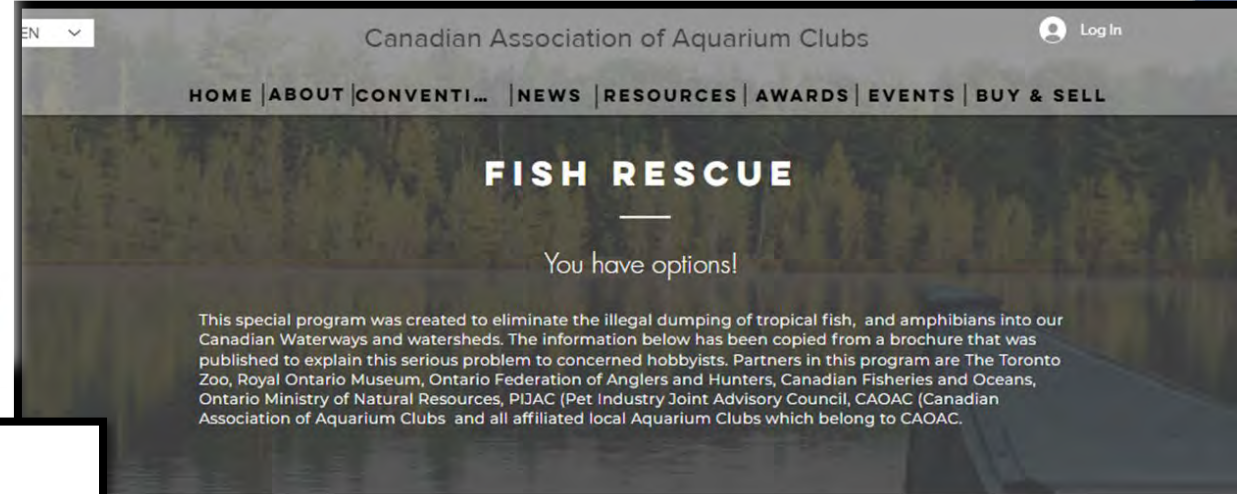 EN
Canadian Association of Aquarium Clubs
Log In
HOME |ABOUT |CONVENTI... |NEWS |RESOURCES| AWARDS| EVENTS | BUY & SELL
FISH RESCUE
You have options!
This special program was created to eliminate the illegal dumping of tropical fish, and amphibians into our
Canadian Waterways and watersheds. The information below has been copied from a brochure that was
published to explain this serious problem to concerned hobbyists. Partners in this program are The Toronto
Zoo, Royal Ontario Museum, Ontario Federation of Anglers and Hunters, Canadian Fisheries and Oceans,
Ontario Ministry of Natural Resources, PIJAC (Pet Industry Joint Advisory Council, CAOAC (Canadian
Association of Aquarium Clubs and all affiliated local Aquarium Clubs which belong to CAOAC.